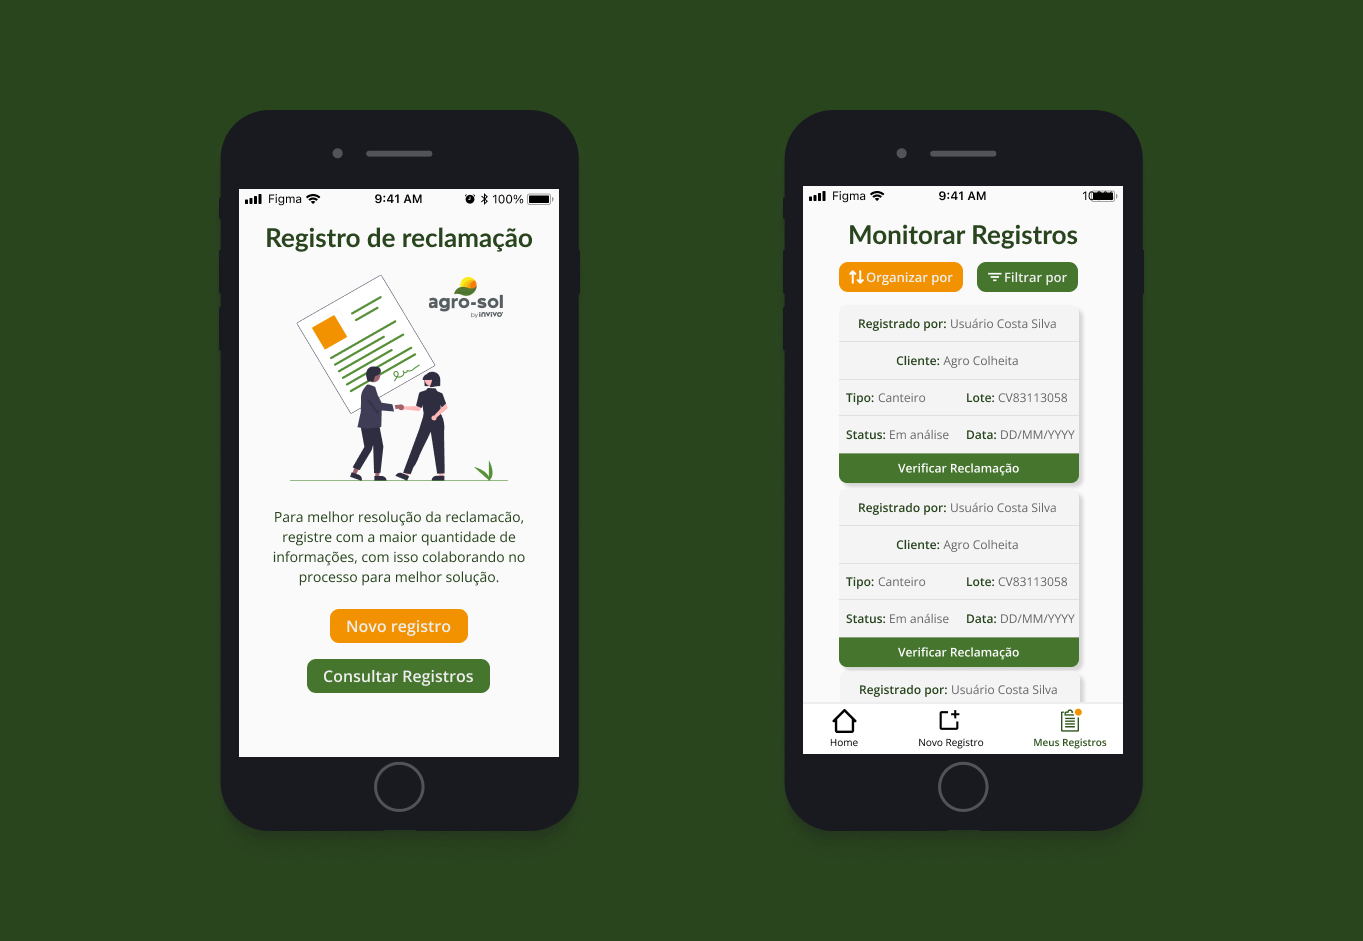 Figma
9:41 AM
100%
Registro de reclamação
agro-sol
by invivo
Para melhor resolução da reclamacão,
registre com a maior quantidade de
informações, com isso colaborando no
processo para melhor solução.
Novo registro
Consultar Registros
Figma
9:41 AM
Monitorar Registros
Organizar por
Filtrar por
Registrado por: Usuário Costa Silva
Cliente: Agro Colheita
Tipo: Canteiro Lote: CV83113058
Status: Em análise Data: DD/MM/YYYY
Verificar Reclamação
Registrado por: Usuário Costa Silva
Cliente: Agro Colheita
Tipo: Canteiro Lote: CV83113058
Status: Em análise Data: DD/MM/YYYY
Verificar Reclamação
Registrado por: Usuário Costa Silva
Home
Novo Registro
Meus Registros